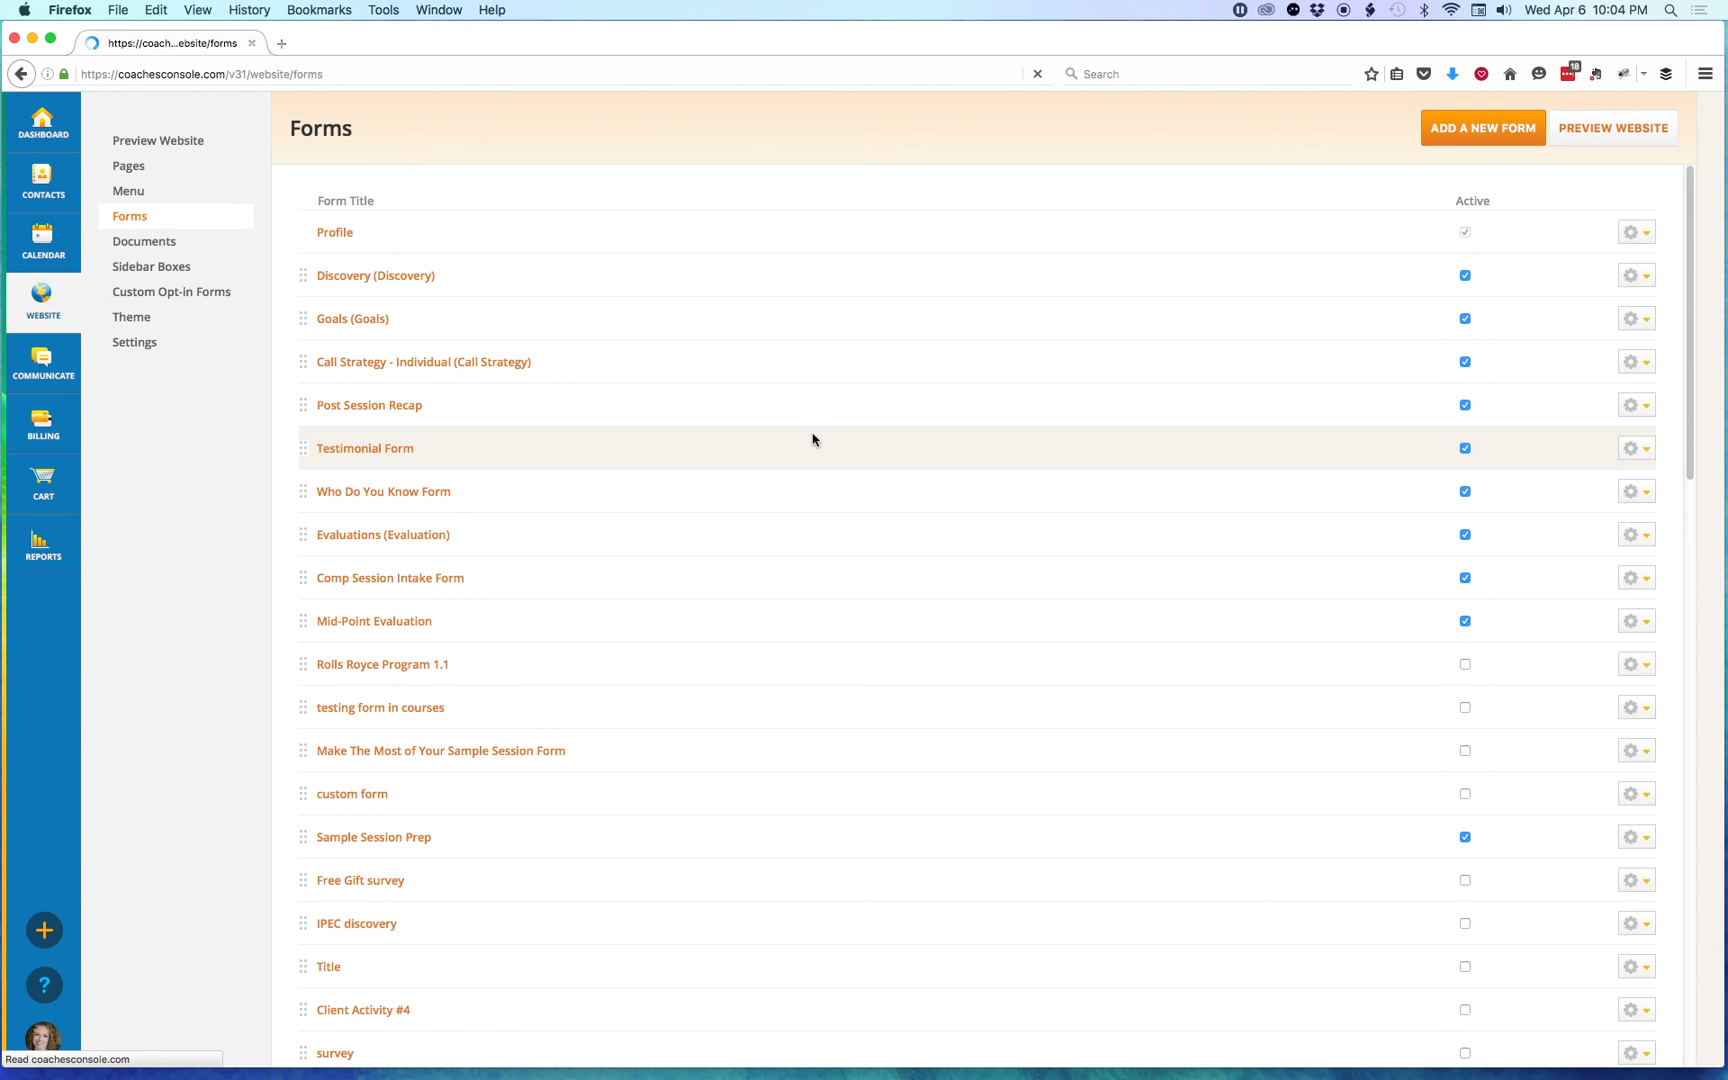 Firefox File Edit View History Bookmarks Tools Window Help Wed Apr 6 10:04 PM
https://coach...ebsite/forms
https://coachesconsole.com/v31/website/forms Search 18
DASHBOARD
CONTACTS
CALENDAR
WEBSITE
COMMUNICATE
BILLING
CART
REPORTS
?
Preview Website
Pages
Menu
Forms
Documents
Sidebar Boxes
Custom Opt-in Forms
Theme
Settings
Forms ADD A NEW FORM PREVIEW WEBSITE
Form Title Active
Profile
Discovery (Discovery)
Goals (Goals)
Call Strategy - Individual (Call Strategy)
Post Session Recap
Testimonial Form
Who Do You Know Form
Evaluations (Evaluation)
Comp Session Intake Form
Mid-Point Evaluation
Rolls Royce Program 1.1
testing form in courses
Make The Most of Your Sample Session Form
custom form
Sample Session Prep
Free Gift survey
IPEC discovery
Title
Client Activity #4
survey
Read coachesconsole.com